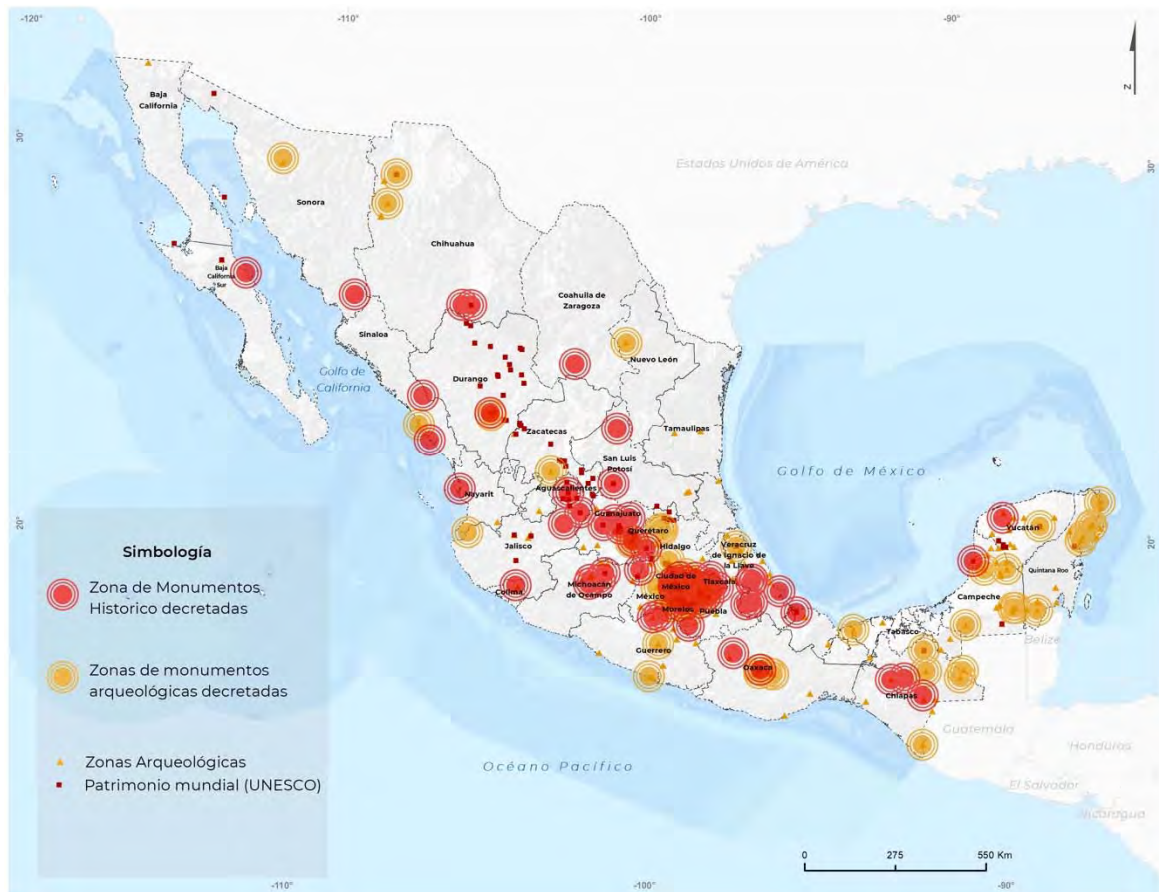 -120°
-110°
-100°
-90°
N
30°
30°
Baja
California
Estados Unidos de América
Sonora
Chihuahua
Baja
California
Sur
Coahuila de
Zaragoza
Sinaloa
Nuevo León
Golfo de
California
Durango
Zacatecas
Tamaulipas
San Luis
Potosí
Golfo de México
Aguascalientes
Nayarit
20°
20°
Guanajuato
Yucatán
Querétaro
Jalisco
Hidalgo
Veracruz
de Ignacio de
la Llave
Quintana Roo
Ciudad de
México
Tlaxcala
Michoacán
de Ocampo
Colima
México
Morelos
Puebla
Campeche
Tabasco
Belize
Guerrero
Oaxaca
Chiapas
Guatemala
Honduras
Océano Pacífico
El Salvador
Nicaragua
Simbología
Zona de Monumentos
Historico decretadas
Zonas de monumentos
arqueológicas decretadas
Zonas Arqueológicas
Patrimonio mundial (UNESCO)
0 275 550 Km
-110°
-100°
-90°